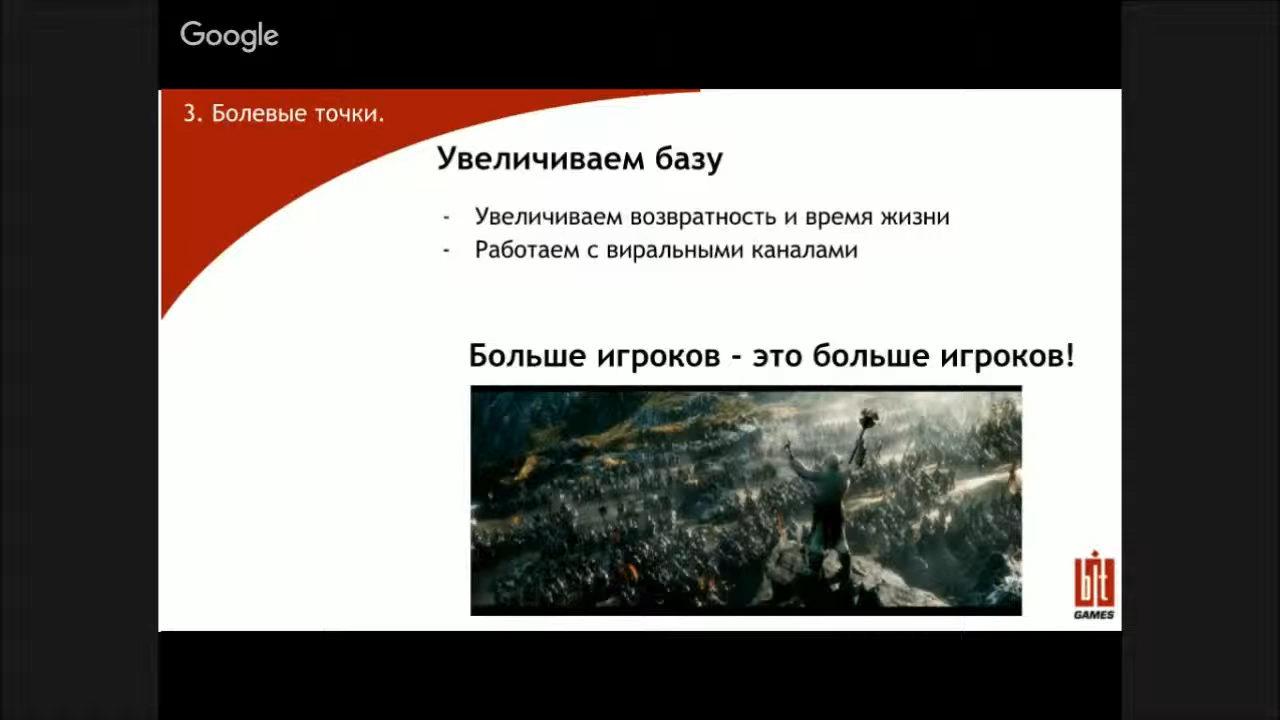 Google
3. Болевые точки.
Увеличиваем базу
- Увеличиваем возвратность и время жизни
- Работаем с виральными каналами
Больше игроков - это больше игроков!
bit
GAMES